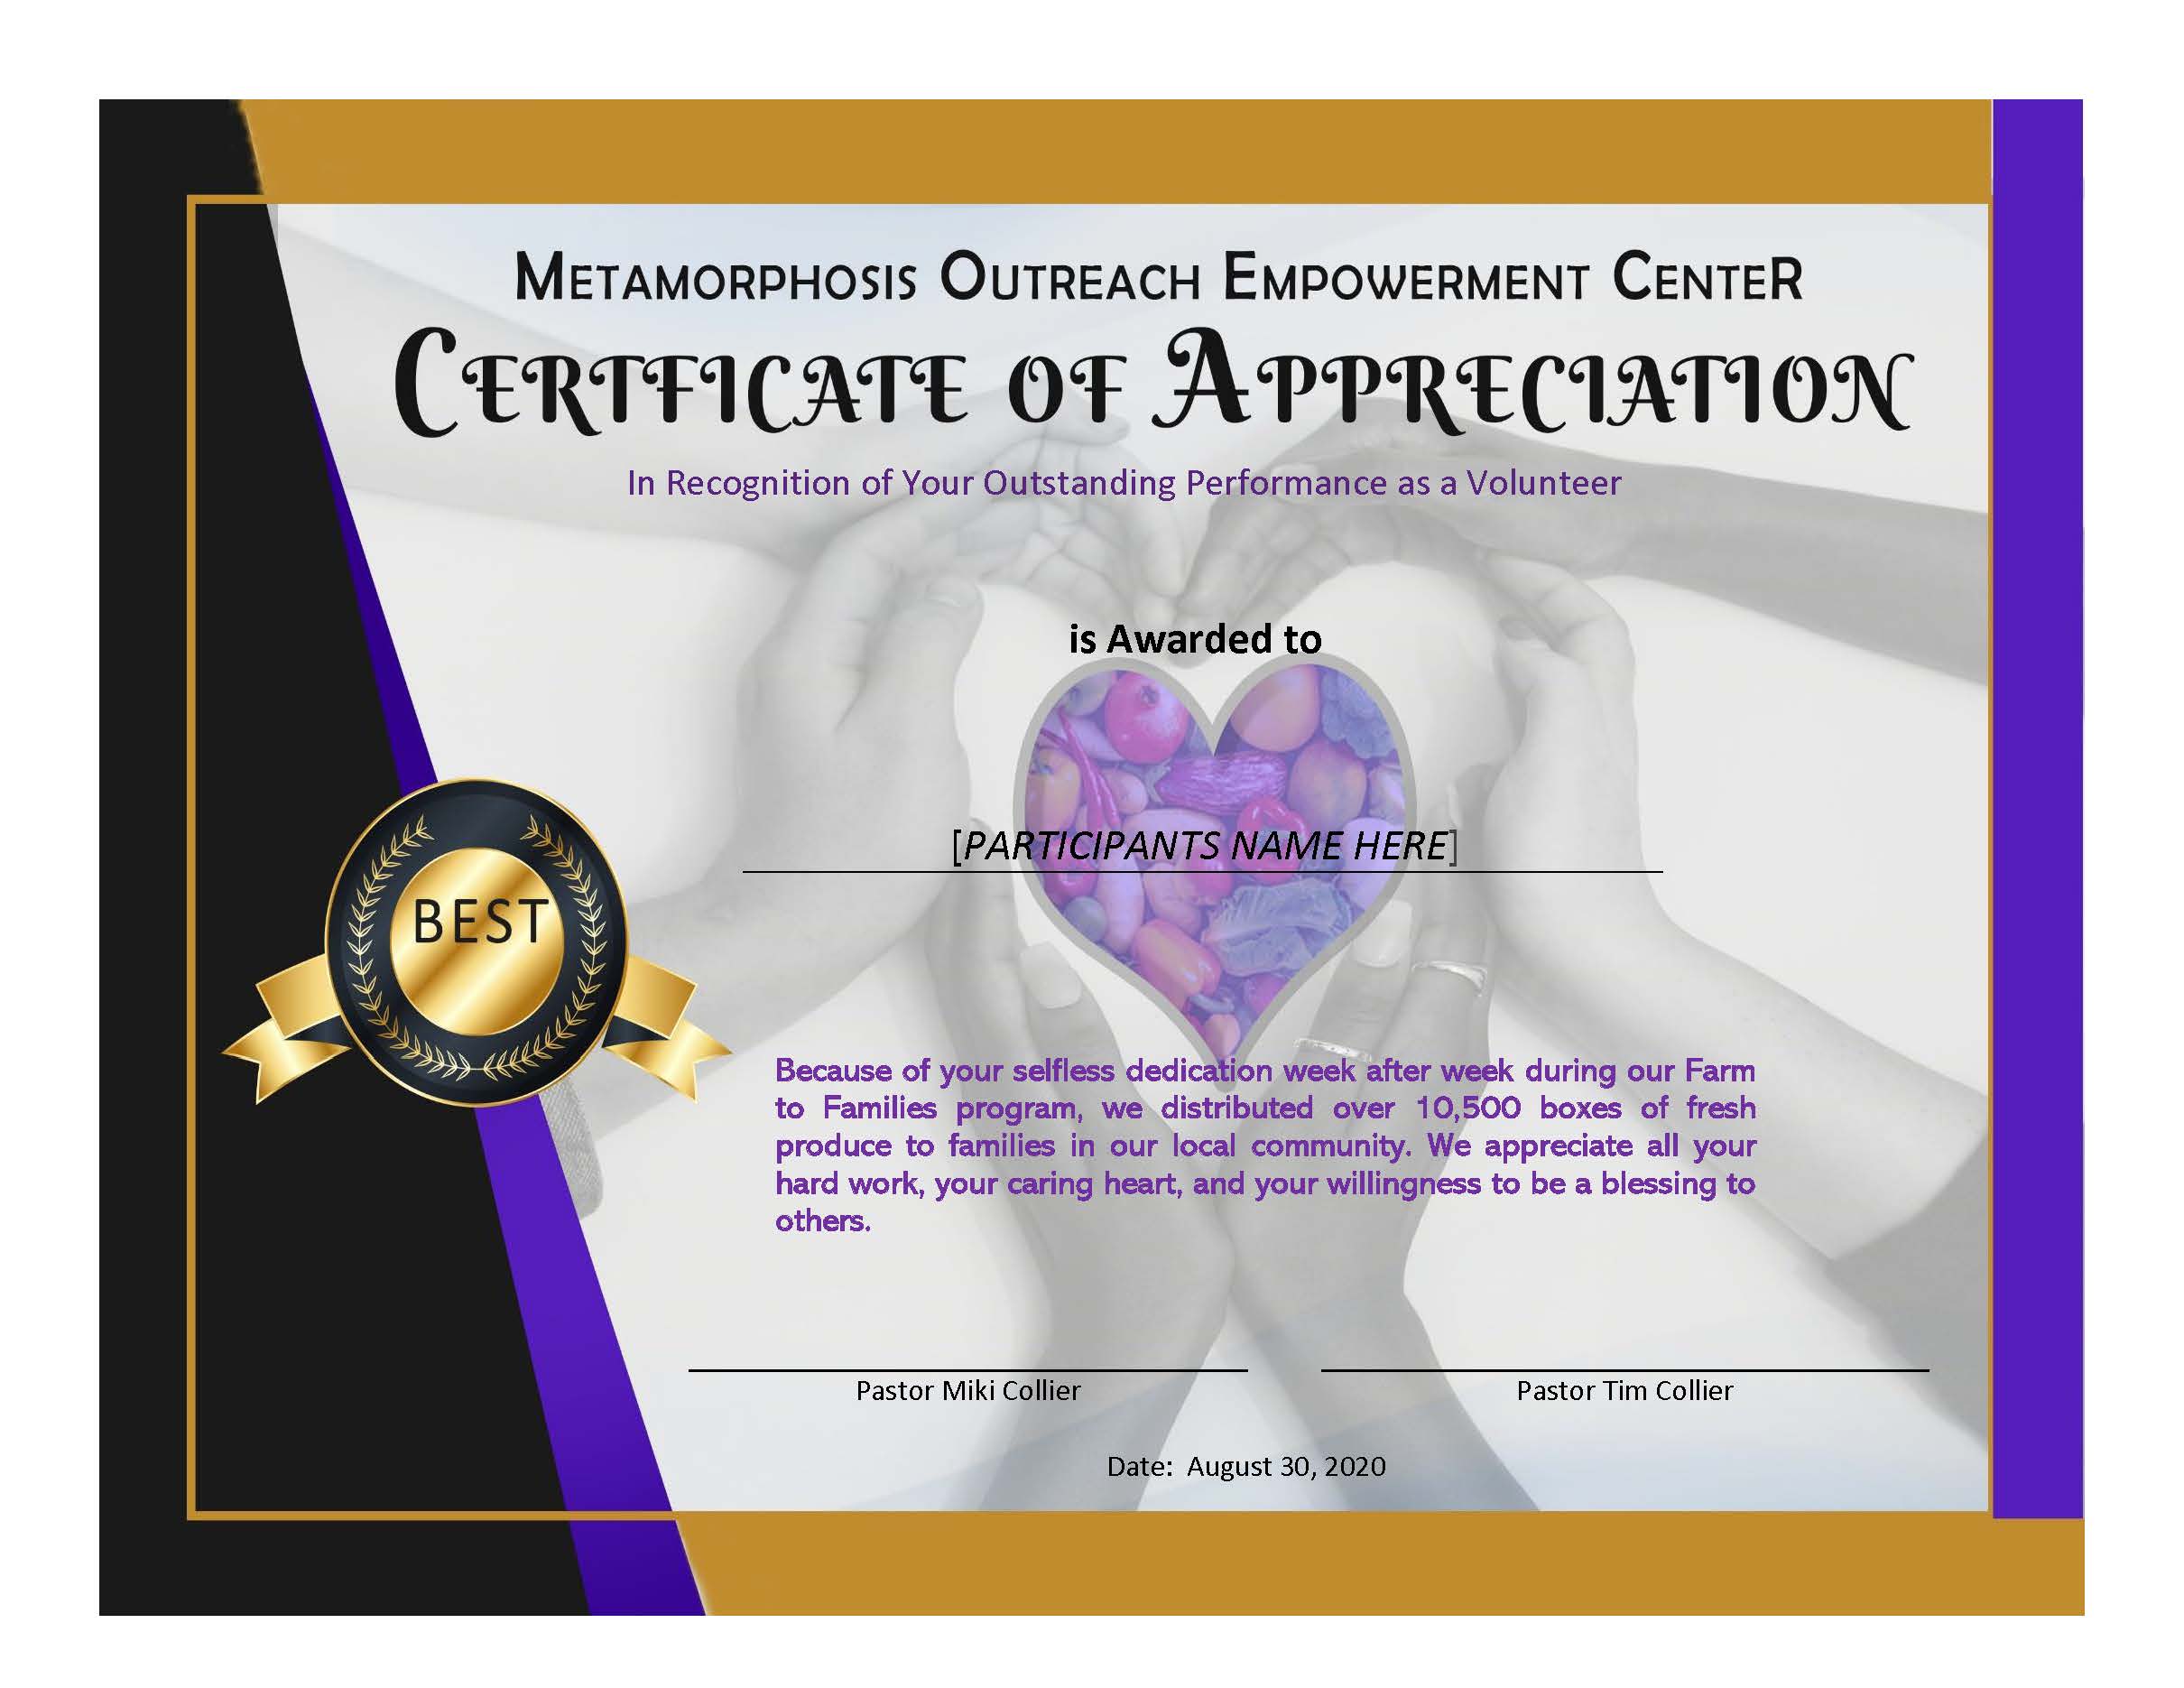 METAMORPHOSIS OUTREACH EMPOWERMENT CENTER
CERTFICATE OF APPRECIATION
In Recognition of Your Outstanding Performance as a Volunteer
is Awarded to
[PARTICIPANTS NAME HERE]
BEST
Because of your selfless dedication week after week during our Farm
to Families program, we distributed over 10,500 boxes of fresh
produce to families in our local community. We appreciate all your
hard work, your caring heart, and your willingness to be a blessing to
others.
Pastor Miki Collier
Pastor Tim Collier
Date: August 30, 2020